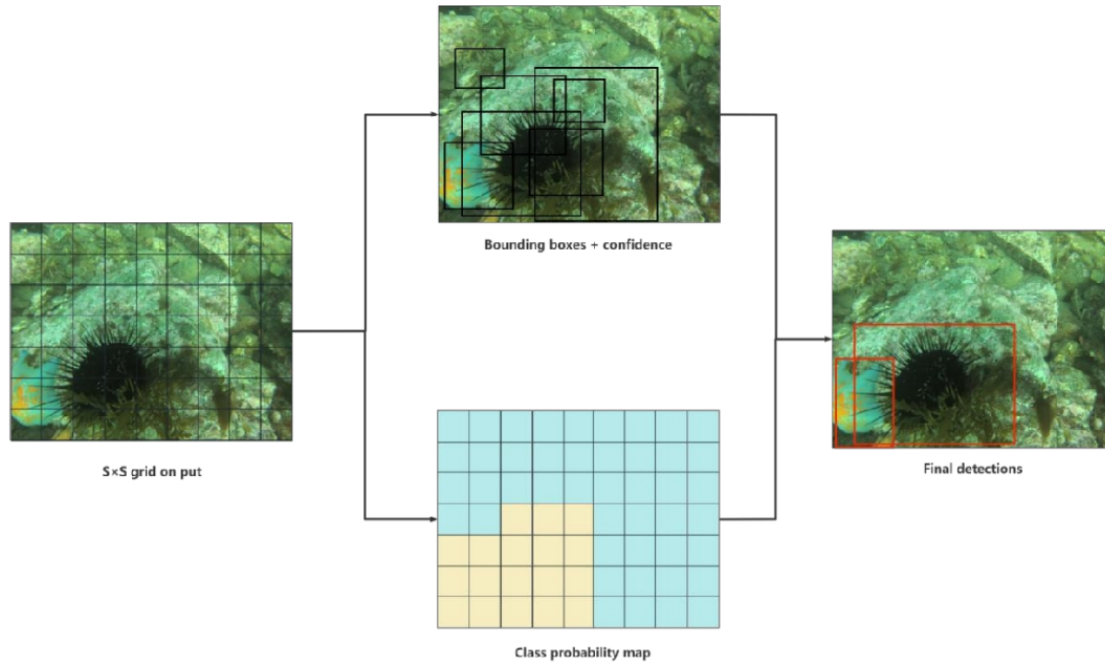 Bounding boxes + confidence
S×S grid on put
Final detections
Class probability map